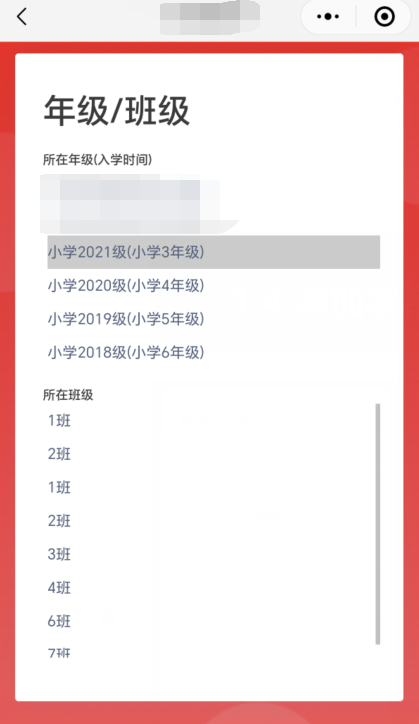 年级/班级
所在年级(入学时间)
小学2021级(小学3年级)
小学2020级(小学4年级)
小学2019级(小学5年级)
小学2018级(小学6年级)
所在班级
1班
2班
1班
2班
3班
4班
6班
7班